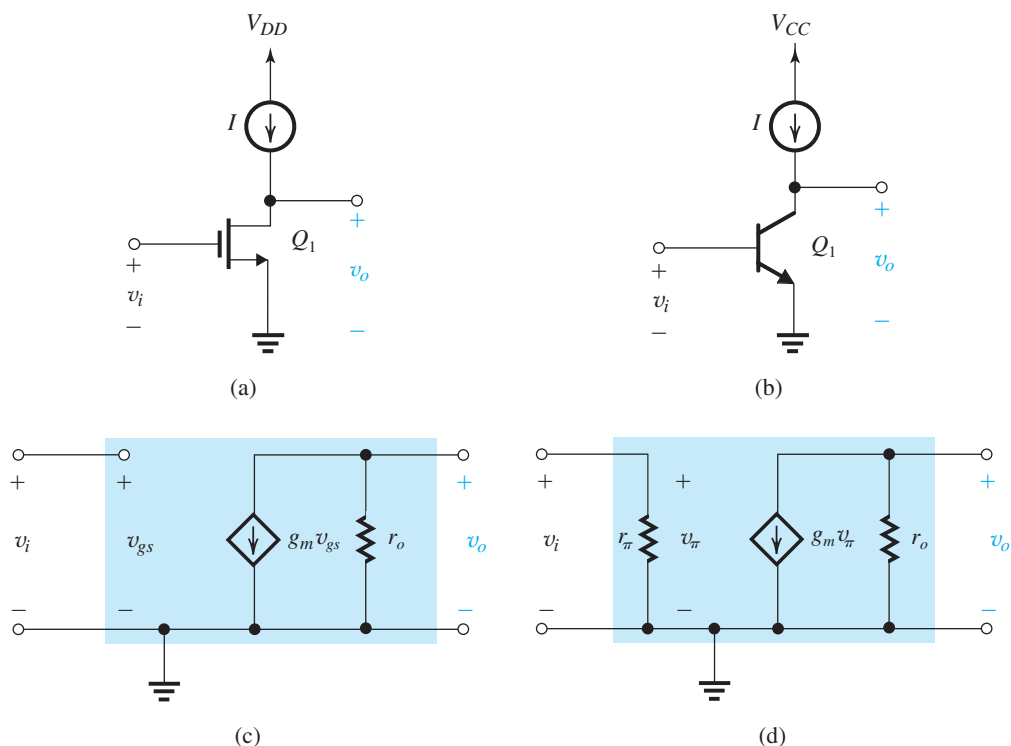 V_DD
I
Q_1
+
v_i
−
+
v_o
−
(a)
V_CC
I
Q_1
+
v_i
−
+
v_o
−
(b)
+
v_i
−
+
v_gs
−
g_m v_gs
r_o
+
v_o
−
(c)
+
v_i
−
r_π
+
v_π
−
g_m v_π
r_o
+
v_o
−
(d)